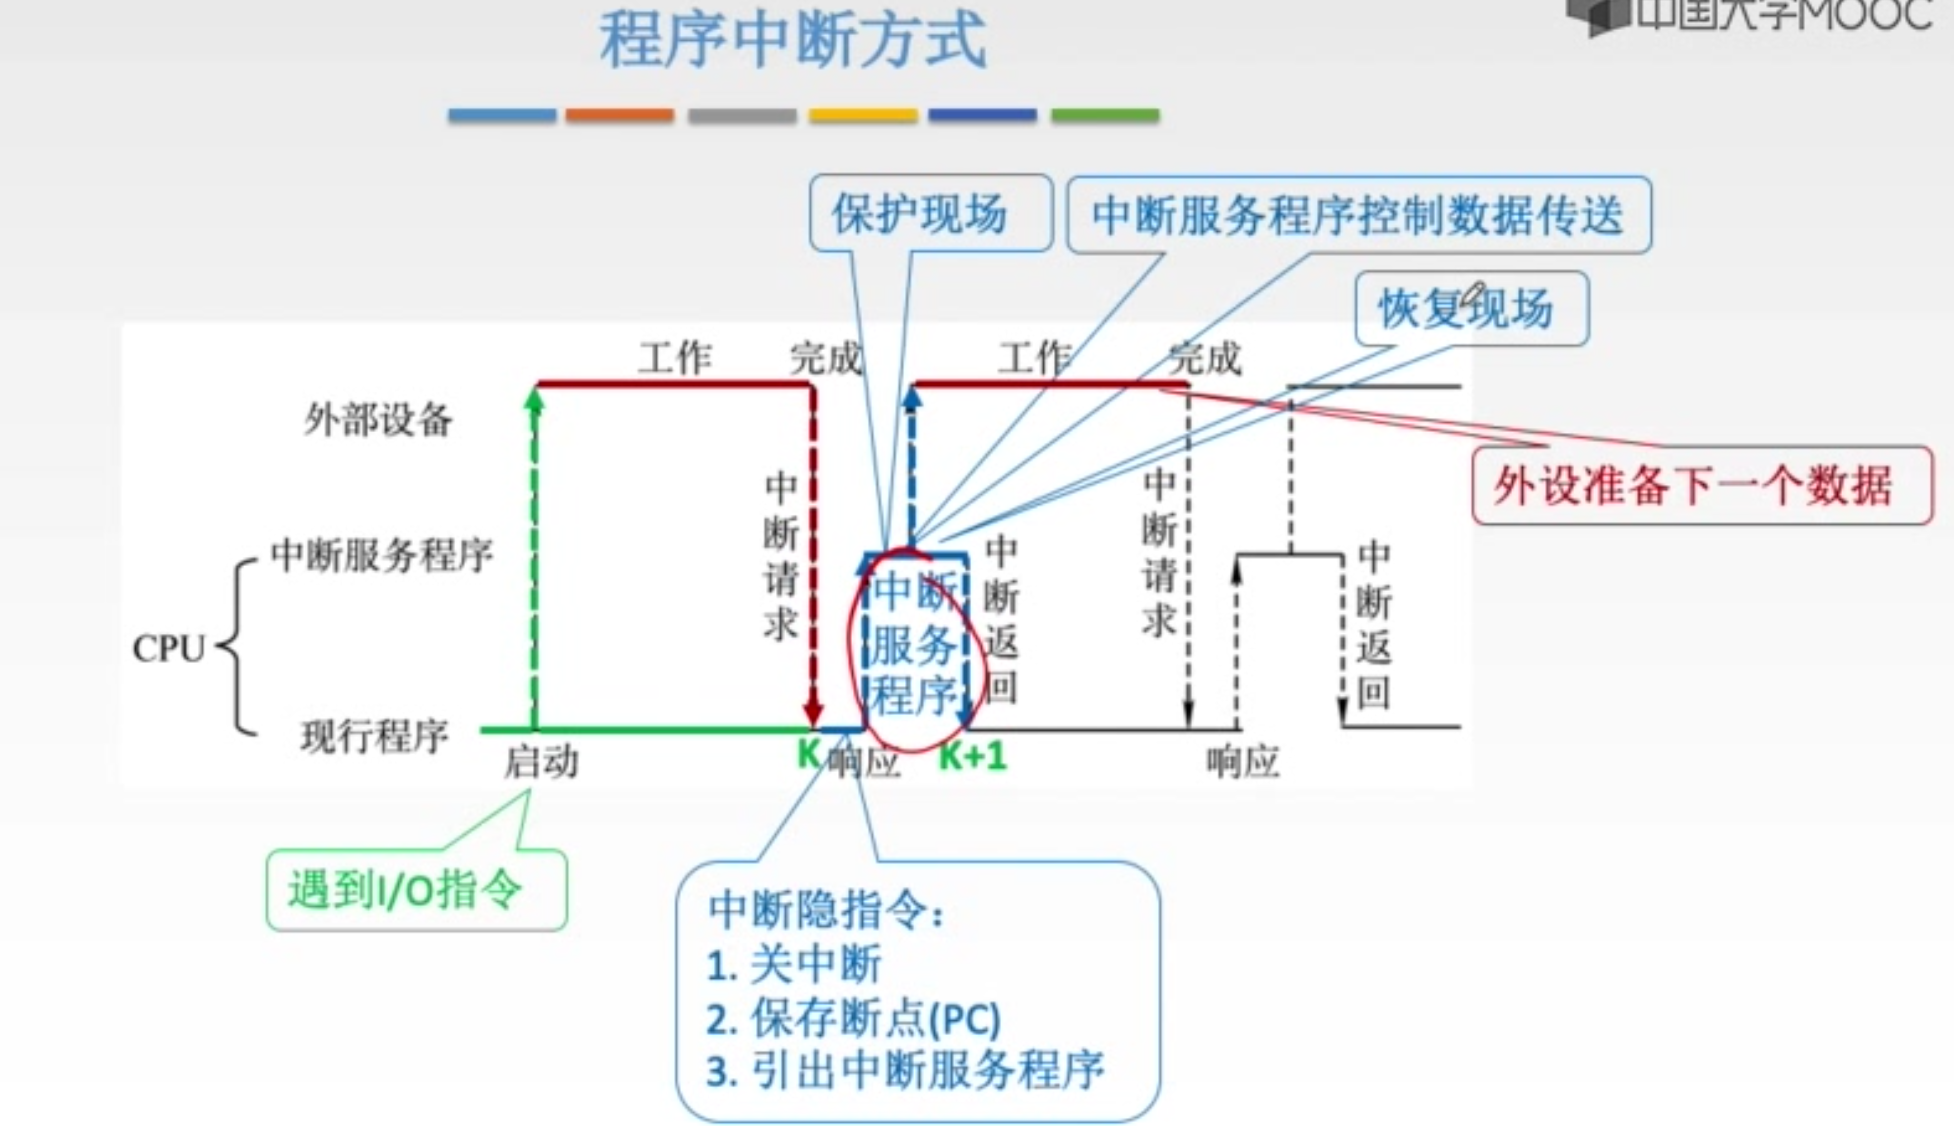 程序中断方式
中国大学MOOC
保护现场
中断服务程序控制数据传送
恢复现场
工作
完成
工作
完成
外部设备
外设准备下一个数据
中断请求
中断请求
中断服务程序
中断服务程序
中断返回
中断返回
CPU
现行程序
启动
K
响应
K+1
响应
遇到I/O指令
中断隐指令：
1. 关中断
2. 保存断点(PC)
3. 引出中断服务程序